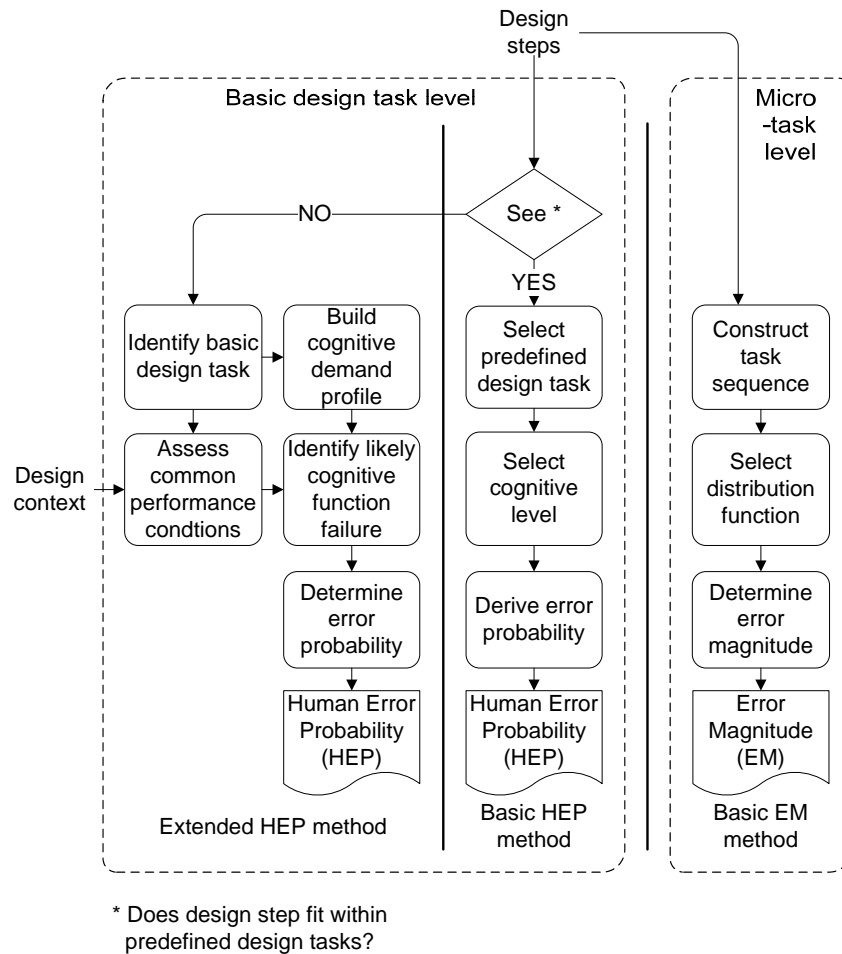 Design
steps
Basic design task level
Micro
-task
level
NO
See *
YES
Identify basic
design task
Build
cognitive
demand
profile
Select
predefined
design task
Construct
task
sequence
Design
context
Assess
common
performance
condtions
Identify likely
cognitive
function
failure
Select
cognitive
level
Select
distribution
function
Determine
error
probability
Derive error
probability
Determine
error
magnitude
Human Error
Probability
(HEP)
Human Error
Probability
(HEP)
Error
Magnitude
(EM)
Extended HEP method
Basic HEP
method
Basic EM
method
* Does design step fit within
predefined design tasks?